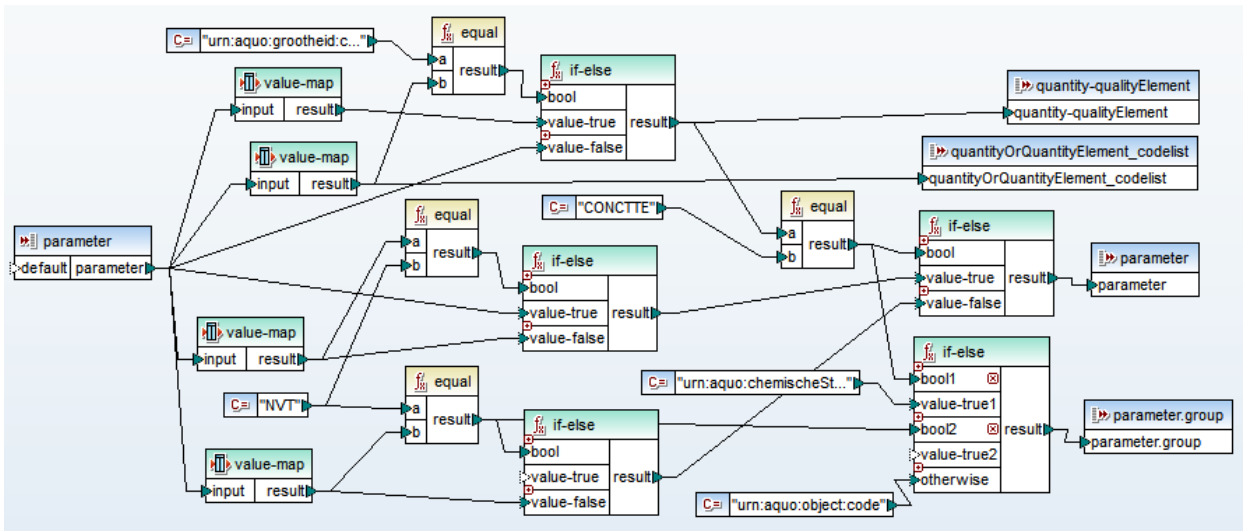 equal
C= "urn:aquo:grootheid:c..."
a
b
result
value-map
input result
if-else
bool
value-true
value-false
result
quantity-qualityElement
quantity-qualityElement
value-map
input result
quantityOrQuantityElement_codelist
quantityOrQuantityElement_codelist
equal
a
b
result
C= "CONCTTE"
equal
a
b
result
if-else
bool
value-true
value-false
result
parameter
default parameter
if-else
bool
value-true
value-false
result
parameter
parameter
value-map
input result
if-else
bool1
value-true1
bool2
value-true2
otherwise
result
C= "urn:aquo:chemischeSt..."
C= "NVT"
equal
a
b
result
if-else
bool
value-true
value-false
result
parameter.group
parameter.group
value-map
input result
C= "urn:aquo:object:code"